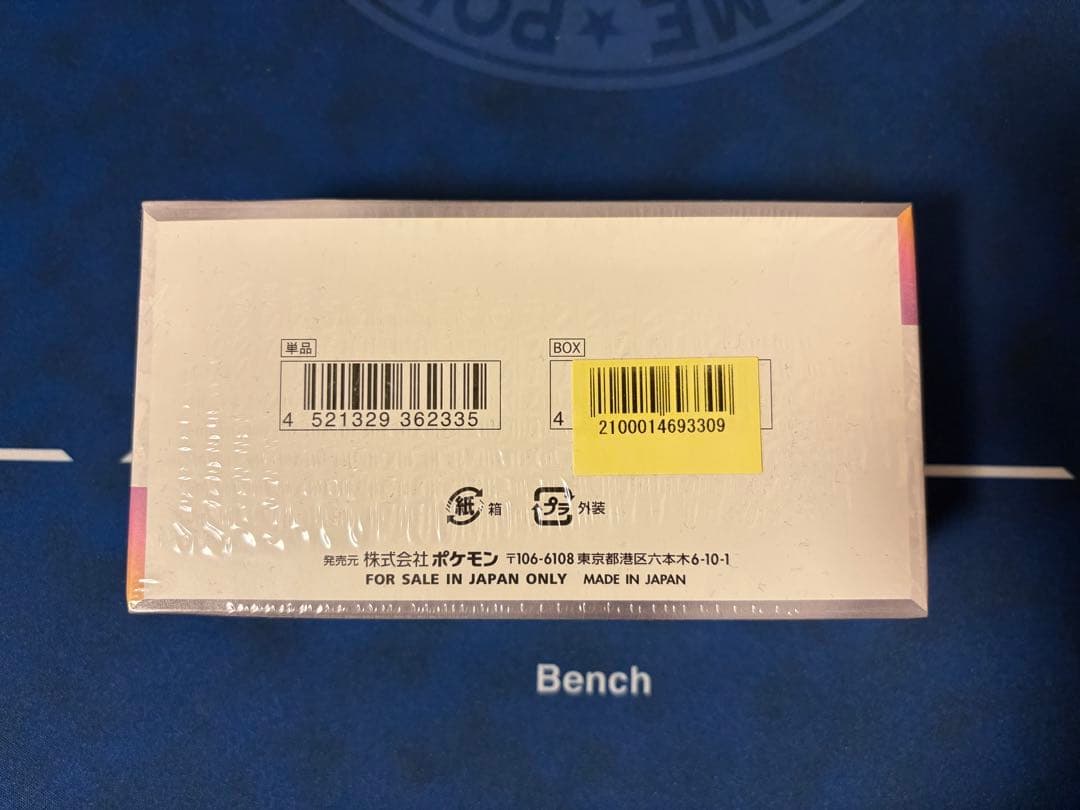 ME ★ PO
単品
4 521329 362335
BOX
4
2100014693309
紙 箱
プラ 外装
発売元 株式会社 ポケモン 〒106-6108 東京都港区六本木6-10-1
FOR SALE IN JAPAN ONLY MADE IN JAPAN
Bench